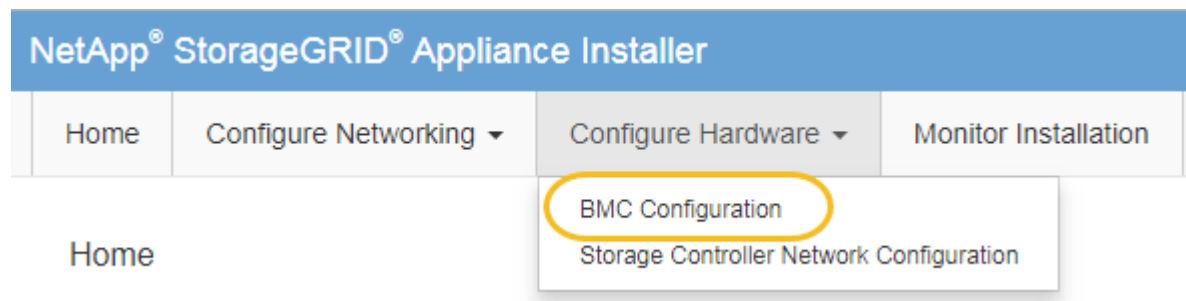 NetApp® StorageGRID® Appliance Installer
Home Configure Networking Configure Hardware Monitor Installation
BMC Configuration
Storage Controller Network Configuration
Home